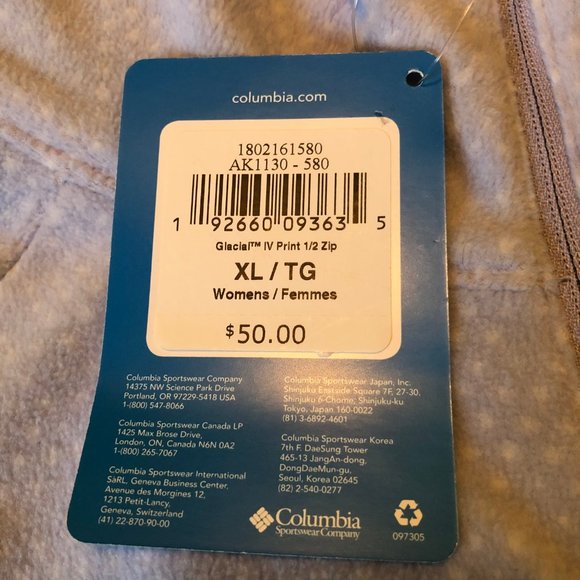 columbia.com
1802161580
AK1130 - 580
1 92660 09363 5
Glacial™ IV Print 1/2 Zip
XL / TG
Womens / Femmes
$50.00
Columbia Sportswear Company
14375 NW Science Park Drive
Portland, OR 97229-5418 USA
1-(800) 547-8066
Columbia Sportswear Canada LP
1425 Max Brose Drive,
London, ON, Canada N6N 0A2
1-(800) 265-7067
Columbia Sportswear International
SàRL, Geneva Business Center,
Avenue des Morgines 12,
1213 Petit-Lancy,
Geneva, Switzerland
(41) 22-870-90-00
Columbia Sportswear Japan, Inc.
Shinjuku Eastside Square 7F, 27-30,
Shinjuku 6-Chome, Shinjuku-ku
Tokyo, Japan 160-0022
(81) 3-6892-4601
Columbia Sportswear Korea
7th F. DaeSung Tower
465-13 JangAn-dong,
DongDaeMun-gu,
Seoul, Korea 02645
(82) 2-540-0277
Columbia
Sportswear Company
097305